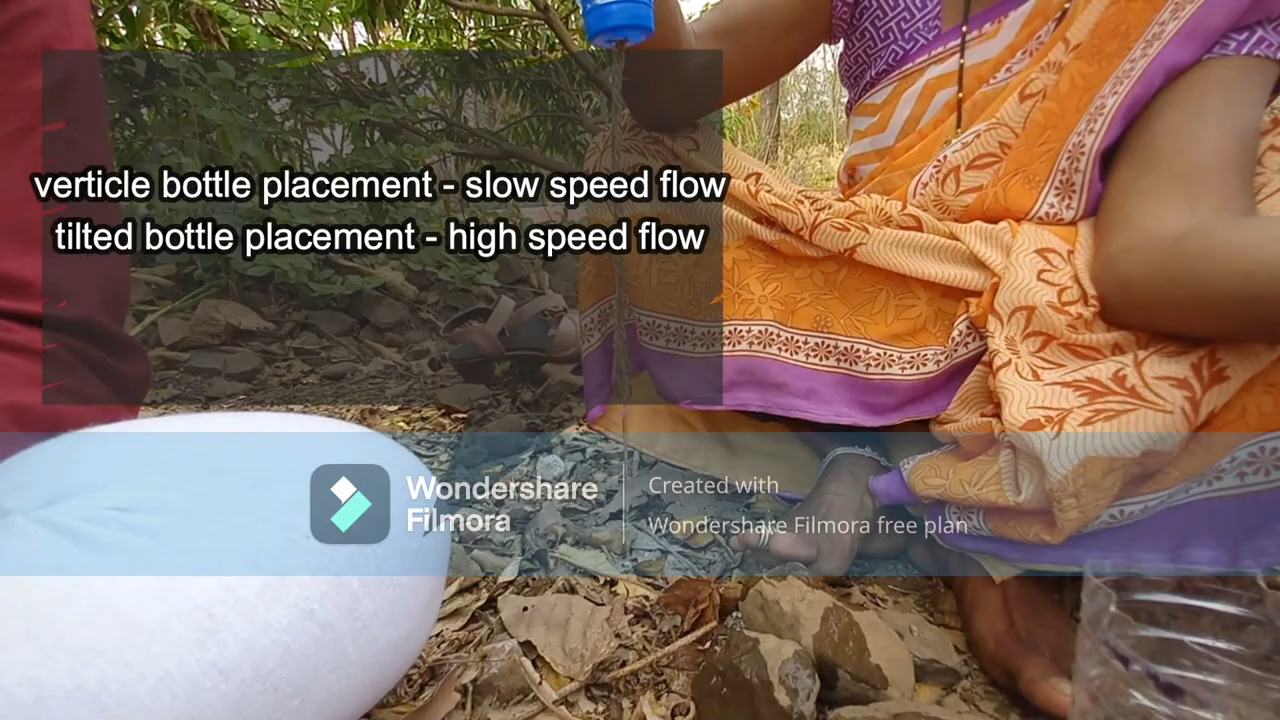 verticle bottle placement - slow speed flow
tilted bottle placement - high speed flow
Wondershare
Filmora
Created with
Wondershare Filmora free plan